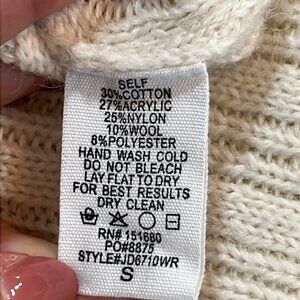 SELF
30%COTTON
27%ACRYLIC
25%NYLON
10%WOOL
8%POLYESTER
HAND WASH COLD
DO NOT BLEACH
LAY FLAT TO DRY
FOR BEST RESULTS
DRY CLEAN
RN# 151680
PO#8875
STYLE#JD6710WR
S